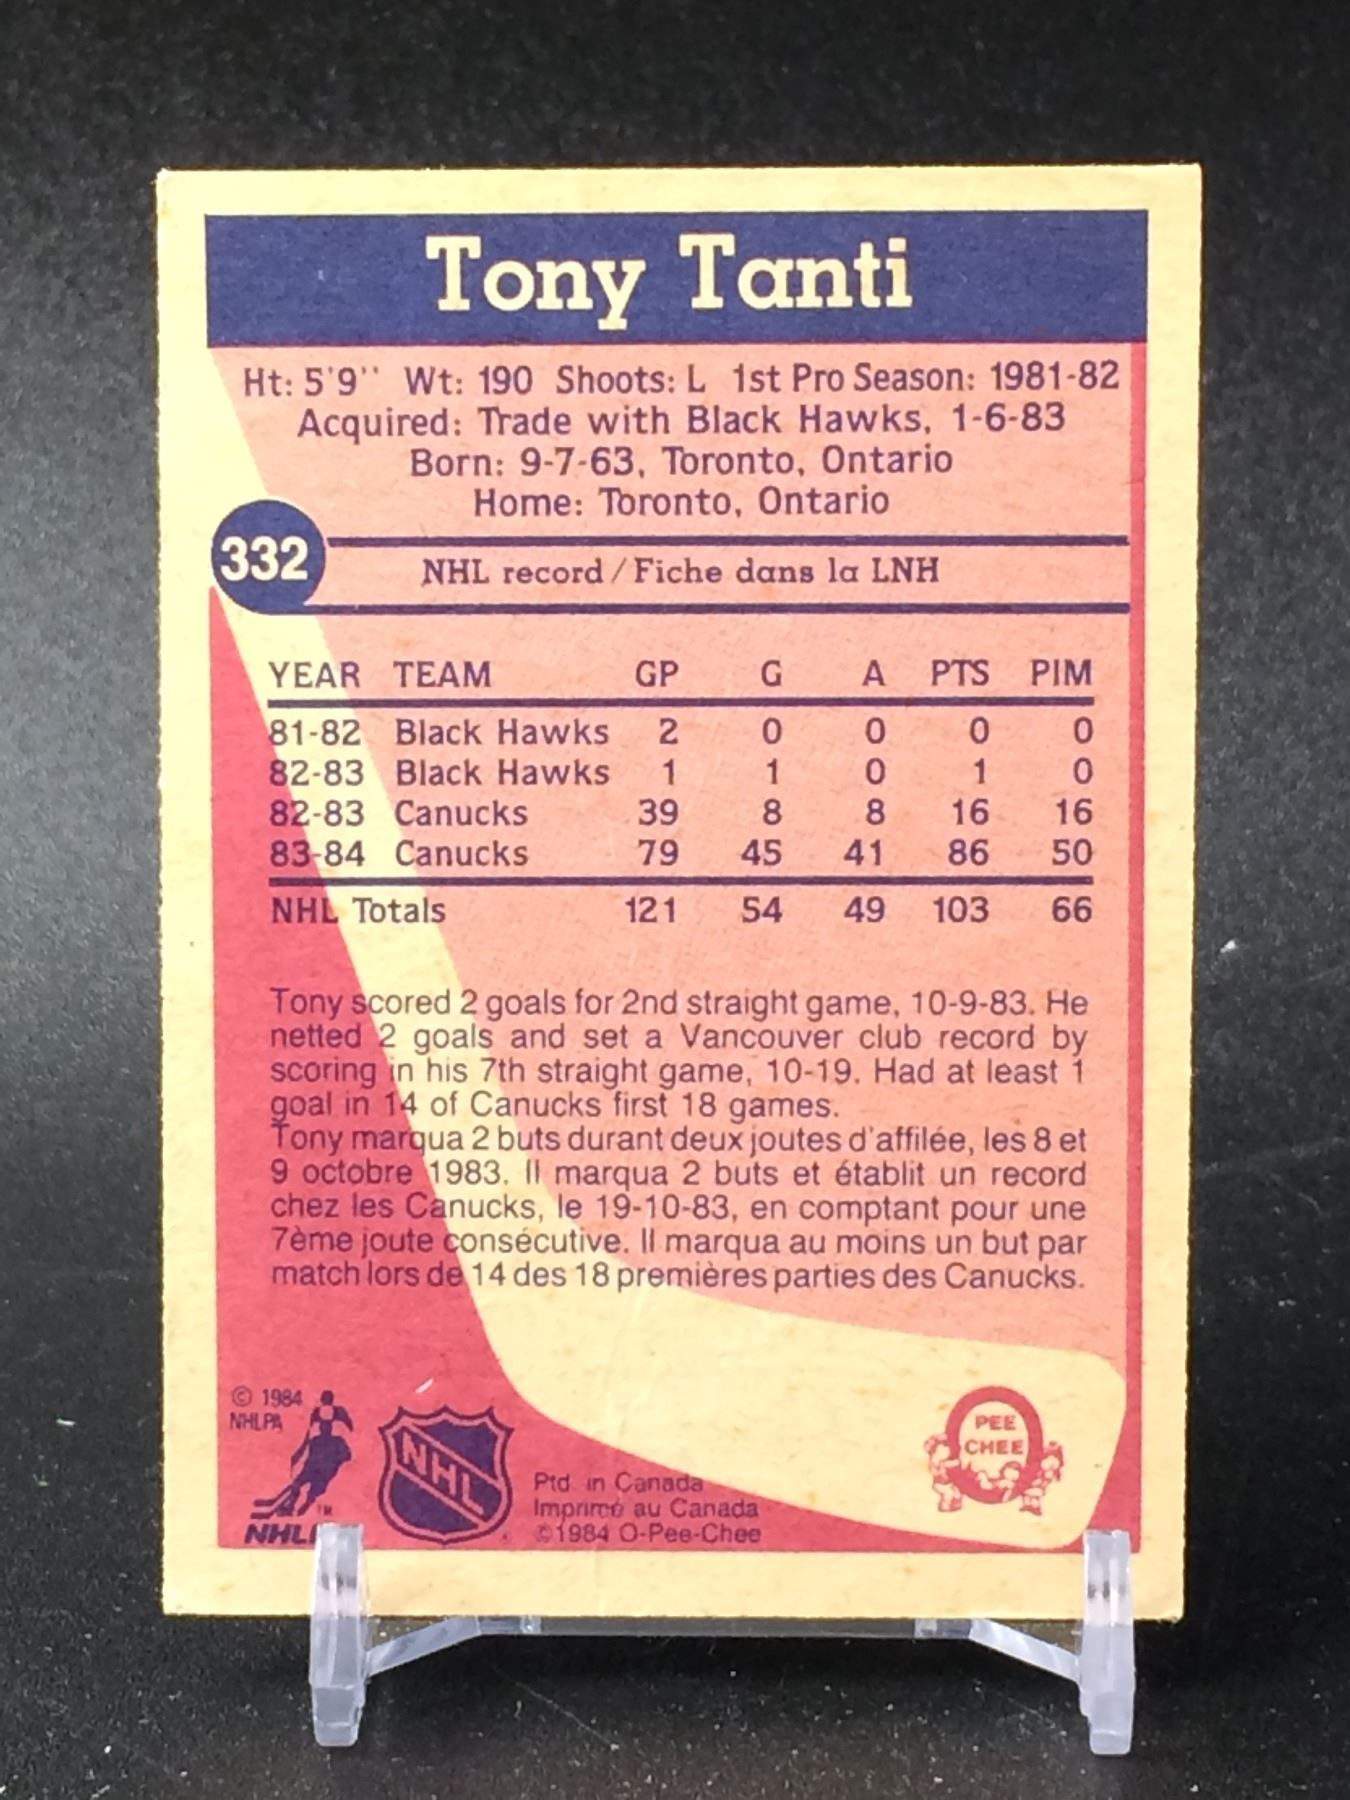 Tony Tanti
Ht: 5'9'' Wt: 190 Shoots: L 1st Pro Season: 1981-82
Acquired: Trade with Black Hawks, 1-6-83
Born: 9-7-63, Toronto, Ontario
Home: Toronto, Ontario
332
NHL record/Fiche dans la LNH
YEAR TEAM GP G A PTS PIM
81-82 Black Hawks 2 0 0 0 0
82-83 Black Hawks 1 1 0 1 0
82-83 Canucks 39 8 8 16 16
83-84 Canucks 79 45 41 86 50
NHL Totals 121 54 49 103 66
Tony scored 2 goals for 2nd straight game, 10-9-83. He
netted 2 goals and set a Vancouver club record by
scoring in his 7th straight game, 10-19. Had at least 1
goal in 14 of Canucks first 18 games.
Tony marqua 2 buts durant deux joutes d'affilée, les 8 et
9 octobre 1983. Il marqua 2 buts et établit un record
chez les Canucks, le 19-10-83, en comptant pour une
7ème joute consécutive. Il marqua au moins un but par
match lors de 14 des 18 premières parties des Canucks.
© 1984
NHLPA
TM
NHL
NHL
Ptd. in Canada
Imprimé au Canada
©1984 O-Pee-Chee
PEE
CHEE